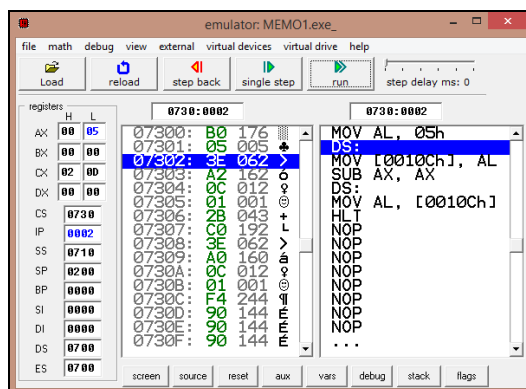 emulator: MEMO1.exe_
file math debug view external virtual devices virtual drive help
Load reload step back single step run step delay ms: 0
registers
H L
AX 00 05
BX 00 00
CX 02 0D
DX 00 00
CS 0730
IP 0002
SS 0710
SP 0200
BP 0000
SI 0000
DI 0000
DS 0700
ES 0700
0730:0002
07300: B0 176 ▒
07301: 05 005 ♣
07302: 3E 062 >
07303: A2 162 ó
07304: 0C 012 ♀
07305: 01 001 ☺
07306: 2B 043 +
07307: C0 192 └
07308: 3E 062 >
07309: A0 160 á
0730A: 0C 012 ♀
0730B: 01 001 ☺
0730C: F4 244 ¶
0730D: 90 144 É
0730E: 90 144 É
0730F: 90 144 É
0730:0002
MOV AL, 05h
DS:
MOV [0010Ch], AL
SUB AX, AX
DS:
MOV AL, [0010Ch]
HLT
NOP
NOP
NOP
NOP
NOP
NOP
NOP
NOP
...
screen source reset aux vars debug stack flags